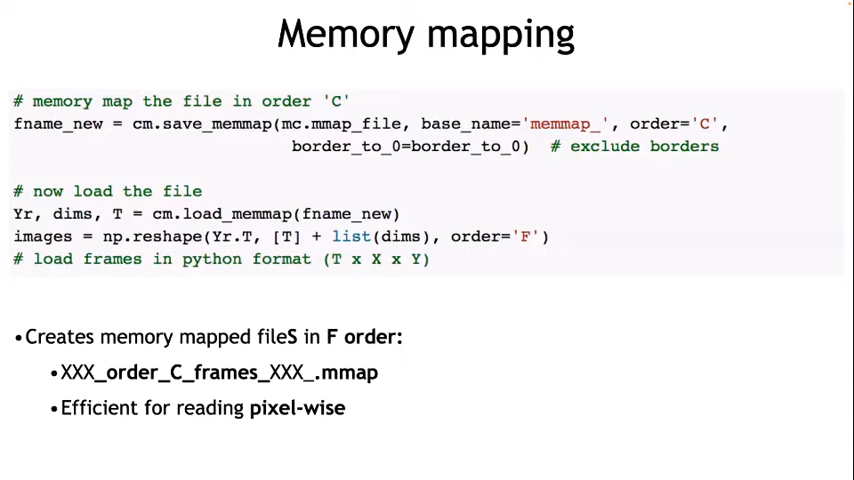 Memory mapping
# memory map the file in order 'C'
fname_new = cm.save_memmap(mc.mmap_file, base_name='memmap_', order='C',
border_to_0=border_to_0)  # exclude borders
# now load the file
Yr, dims, T = cm.load_memmap(fname_new)
images = np.reshape(Yr.T, [T] + list(dims), order='F')
# load frames in python format (T x X x Y)
•Creates memory mapped fileS in F order:
•XXX_order_C_frames_XXX_.mmap
•Efficient for reading pixel-wise